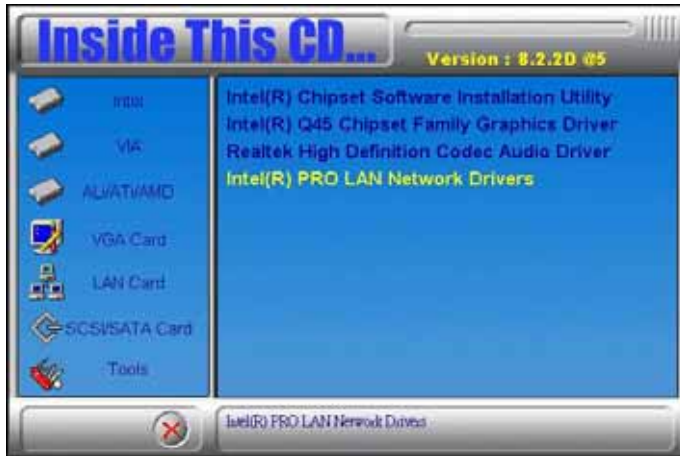 Inside This CD...
Version : 8.2.2D @5
Intel
VIA
ALI/ATI/AMD
VGA Card
LAN Card
SCSI/SATA Card
Tools
Intel(R) Chipset Software Installation Utility
Intel(R) Q45 Chipset Family Graphics Driver
Realtek High Definition Codec Audio Driver
Intel(R) PRO LAN Network Drivers
Intel(R) PRO LAN Network Drivers